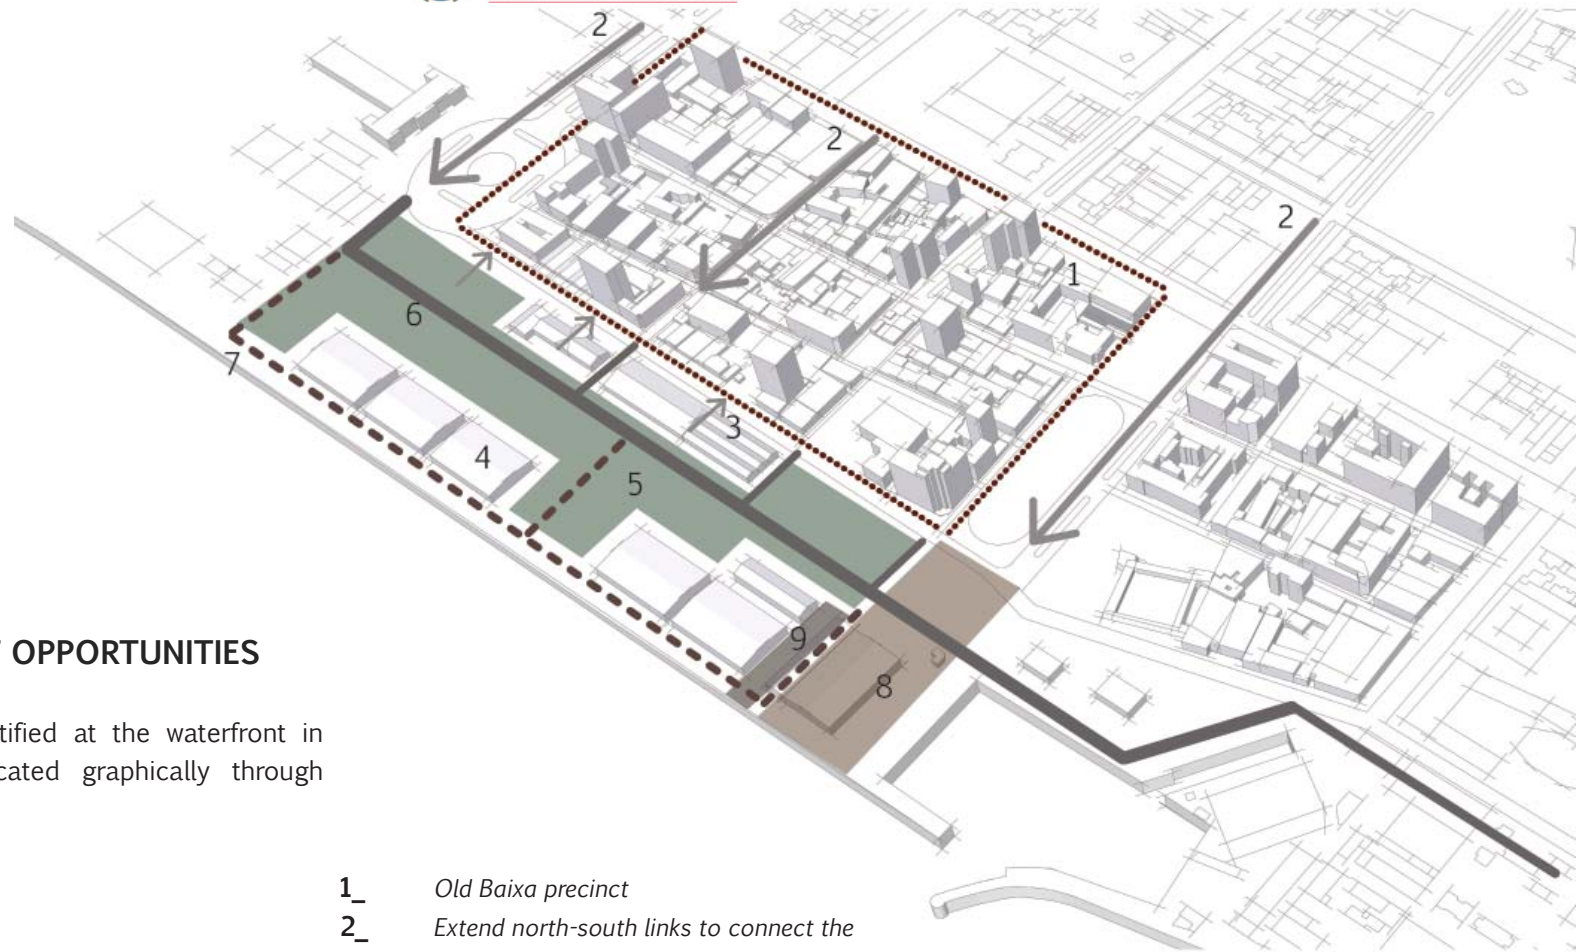 2
2
2
1
6
7
3
4
5
9
8
OPPORTUNITIES
tified at the waterfront in
cated graphically through
1_ Old Baixa precinct
2_ Extend north-south links to connect the